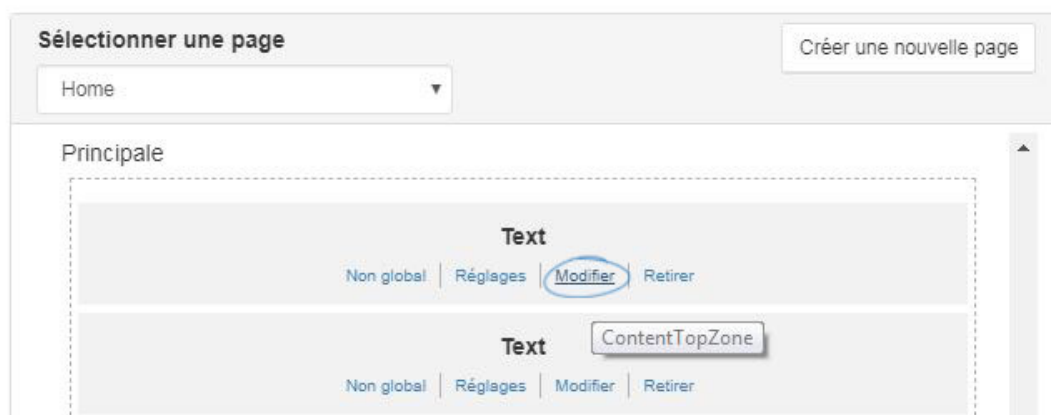 Sélectionner une page
Créer une nouvelle page
Home
Principale
Text
Non global Réglages Modifier Retirer
ContentTopZone
Text
Non global Réglages Modifier Retirer